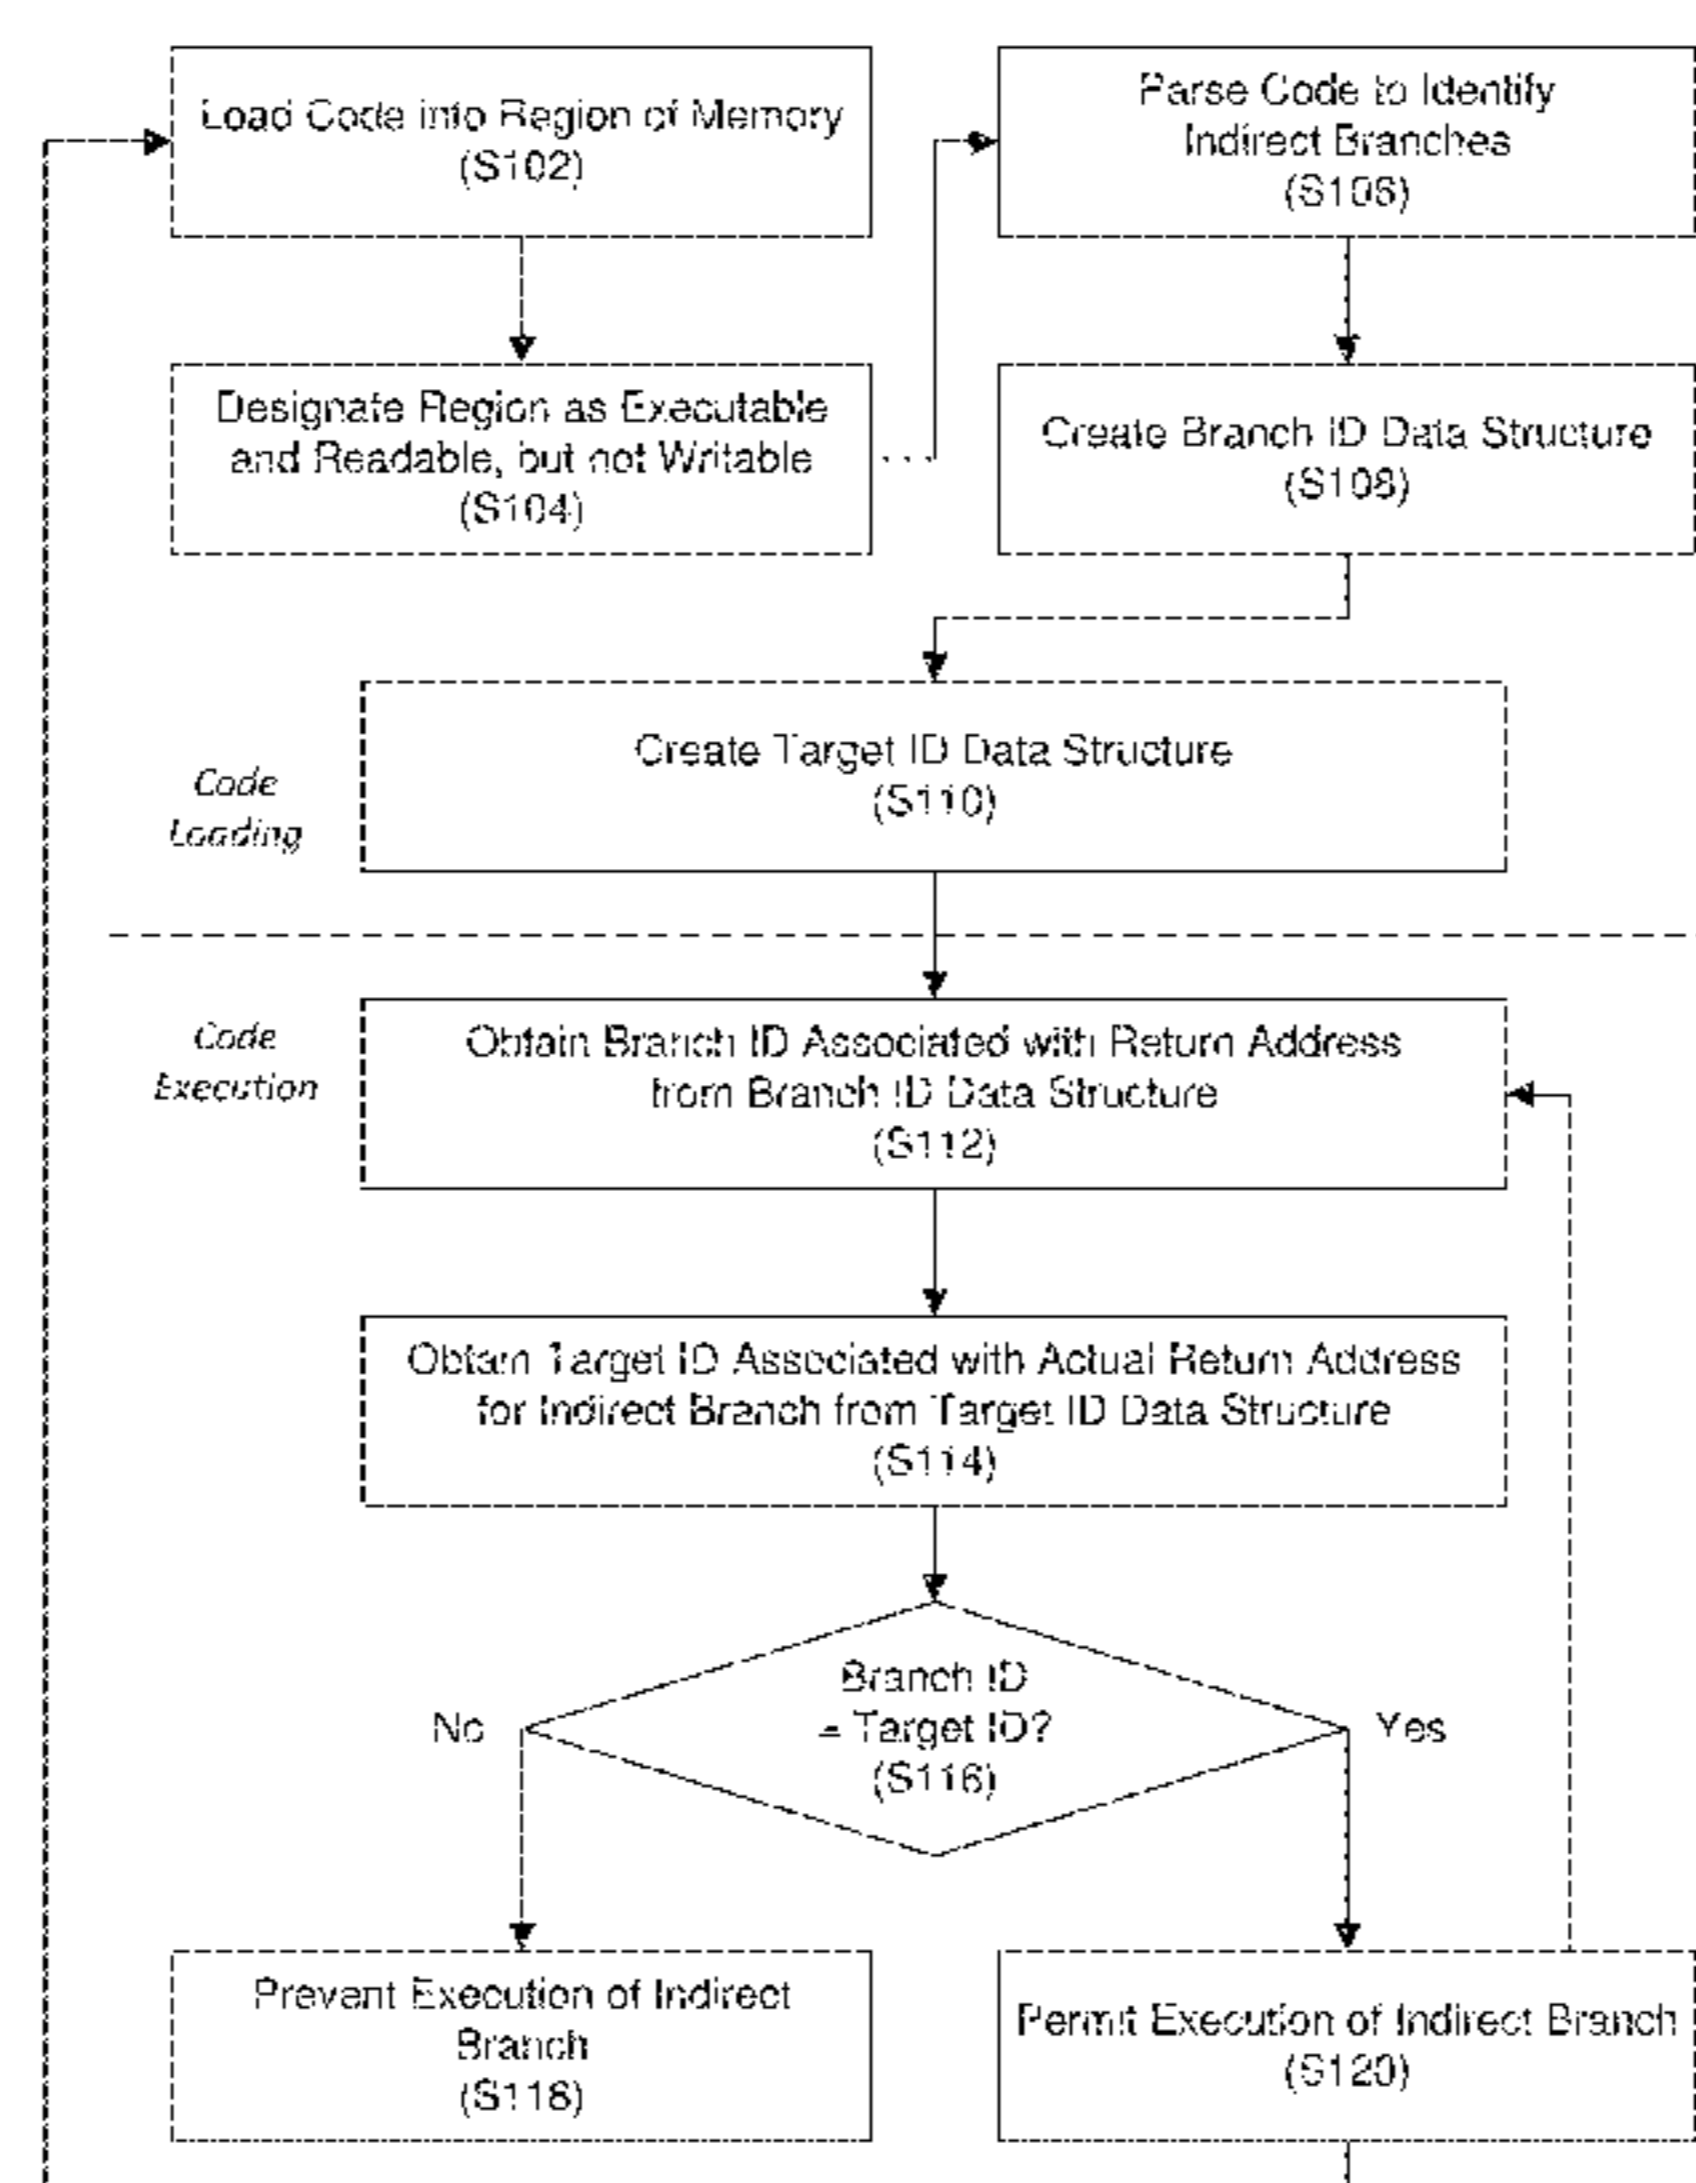 Load Code into Region of Memory
(S102)
Parse Code to Identify
Indirect Branches
(S106)
Designate Region as Executable
and Readable, but not Writable
(S104)
Create Branch ID Data Structure
(S108)
Create Target ID Data Structure
(S110)
Code
Loading
Code
Execution
Obtain Branch ID Associated with Return Address
from Branch ID Data Structure
(S112)
Obtain Target ID Associated with Actual Return Address
for Indirect Branch from Target ID Data Structure
(S114)
Branch ID
= Target ID?
(S116)
No
Yes
Prevent Execution of Indirect
Branch
(S118)
Permit Execution of Indirect Branch
(S120)